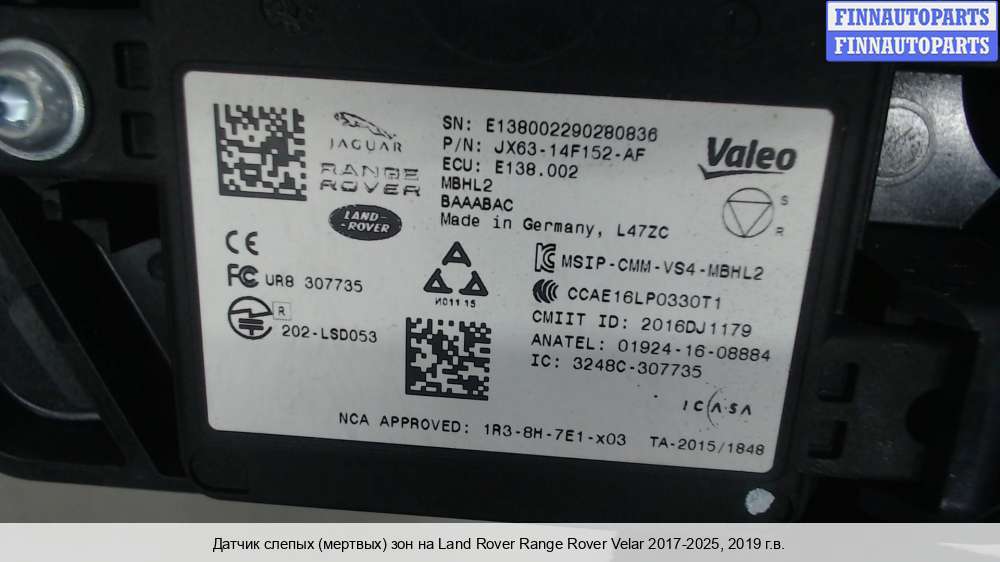 FINNAUTOPARTS
FINNAUTOPARTS
JAGUAR
RANGE
ROVER
LAND-
-ROVER
SN: E138002290280836
P/N: JX63-14F152-AF
ECU: E138.002
MBHL2
BAAABAC
Made in Germany, L47ZC
Valeo
S
R
CE
FC UR8 307735
R
202-LSD053
A
И011 15
MSIP-CMM-VS4-MBHL2
CCAE16LP0330T1
CMIIT ID: 2016DJ1179
ANATEL: 01924-16-08884
IC: 3248C-307735
ICASA
NCA APPROVED: 1R3-8H-7E1-x03
TA-2015/1848
Датчик слепых (мертвых) зон на Land Rover Range Rover Velar 2017-2025, 2019 г.в.